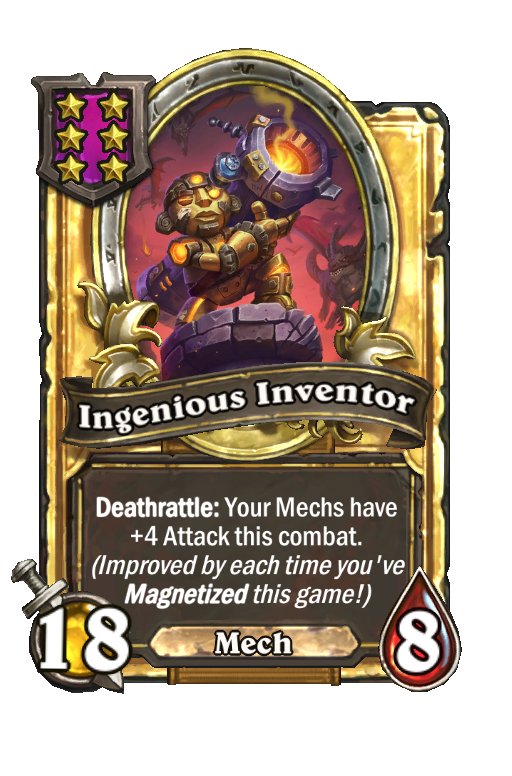 Ingenious Inventor
Deathrattle: Your Mechs have
+4 Attack this combat.
(Improved by each time you've
Magnetized this game!)
18
Mech
8